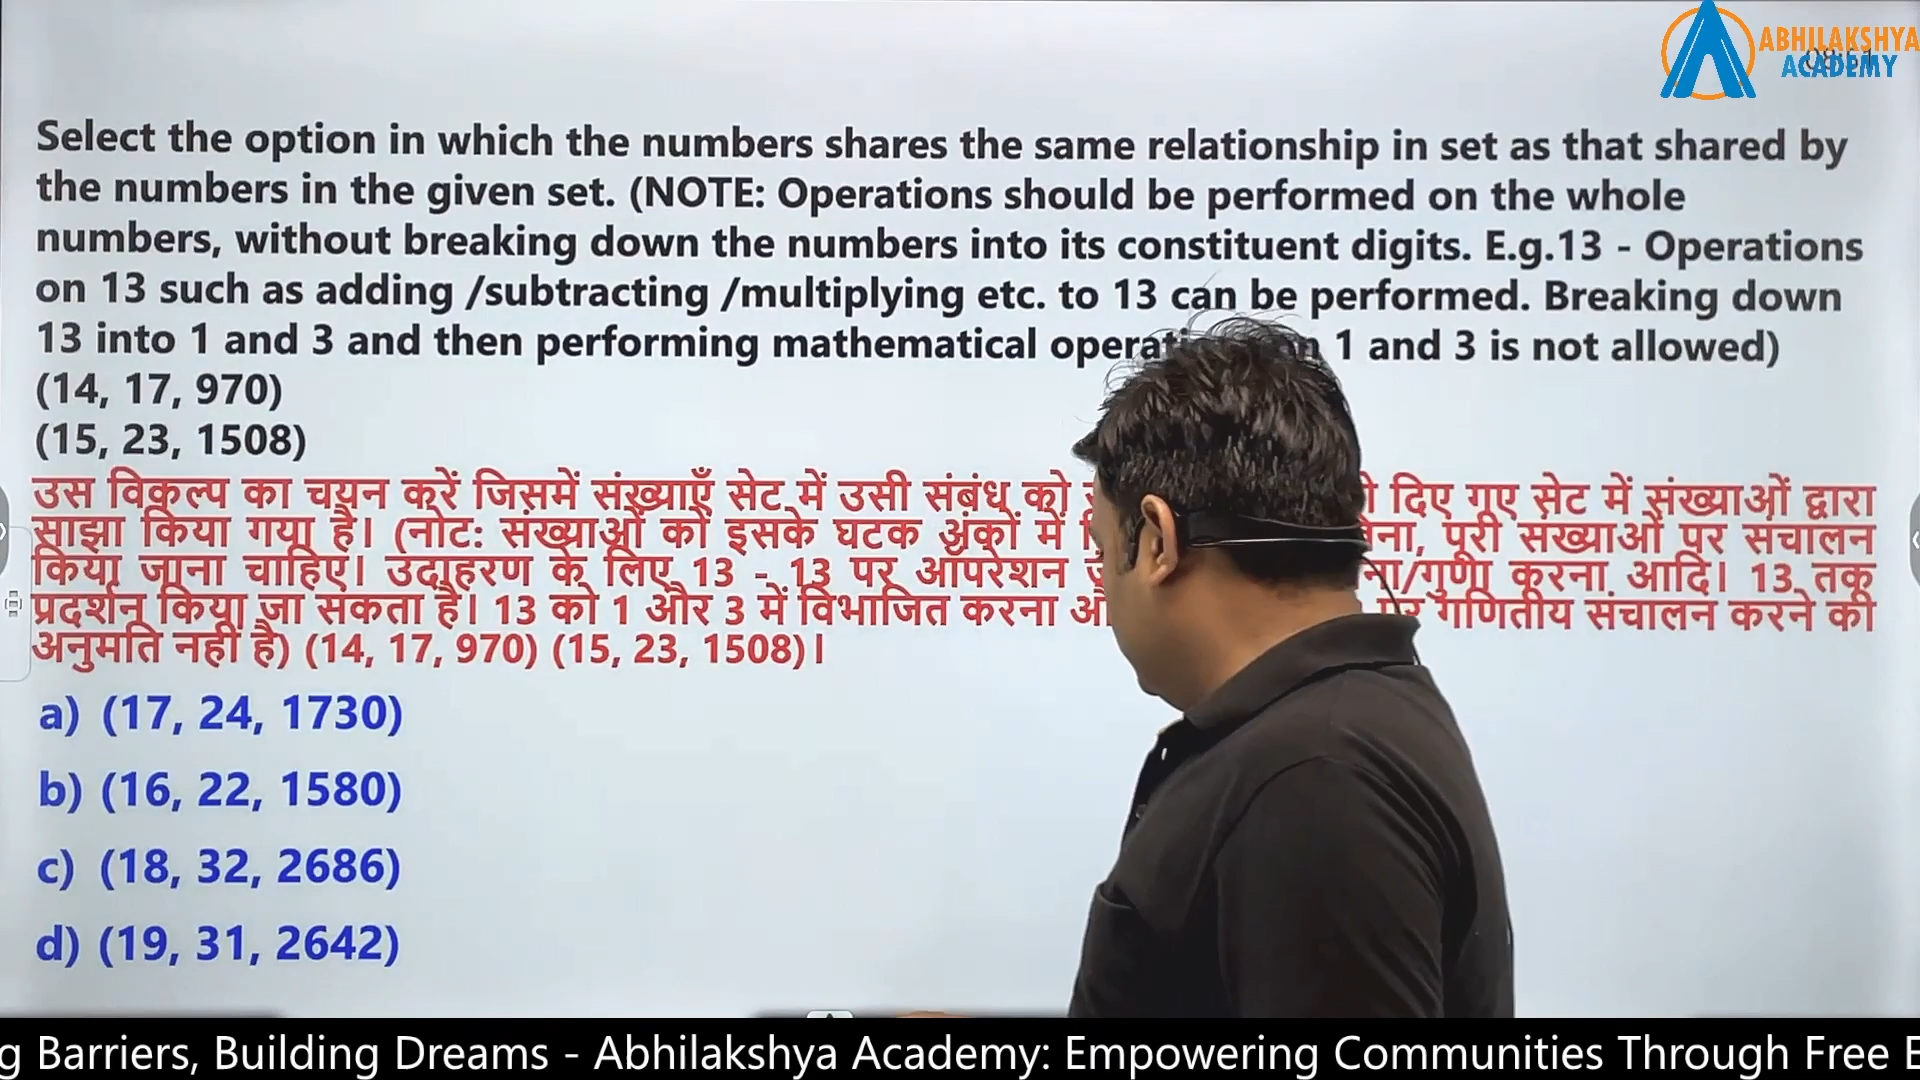 ABHILAKSHYA
ACADEMY
Select the option in which the numbers shares the same relationship in set as that shared by
the numbers in the given set. (NOTE: Operations should be performed on the whole
numbers, without breaking down the numbers into its constituent digits. E.g.13 - Operations
on 13 such as adding /subtracting /multiplying etc. to 13 can be performed. Breaking down
13 into 1 and 3 and then performing mathematical 1 and 3 is not allowed)
(14, 17, 970)
(15, 23, 1508)
उस विकल्प का चयन करें जिसमें संख्याएँ सेट में उसी संबंध को दिए गए सेट में संख्याओं द्वारा
साझा किया गया है। (नोट: संख्याओं को इसके घटक अंकों में पूरी संख्याओं पर संचालन
किया जाना चाहिए। उदाहरण के लिए 13 - 13 पर ऑपरेशन करना आदि। 13 तक
प्रदर्शन किया जा सकता है। 13 को 1 और 3 में विभाजित करना पर गणितीय संचालन करने की
अनुमति नहीं है) (14, 17, 970) (15, 23, 1508)।
a) (17, 24, 1730)
b) (16, 22, 1580)
c) (18, 32, 2686)
d) (19, 31, 2642)
g Barriers, Building Dreams - Abhilakshya Academy: Empowering Communities Through Free E